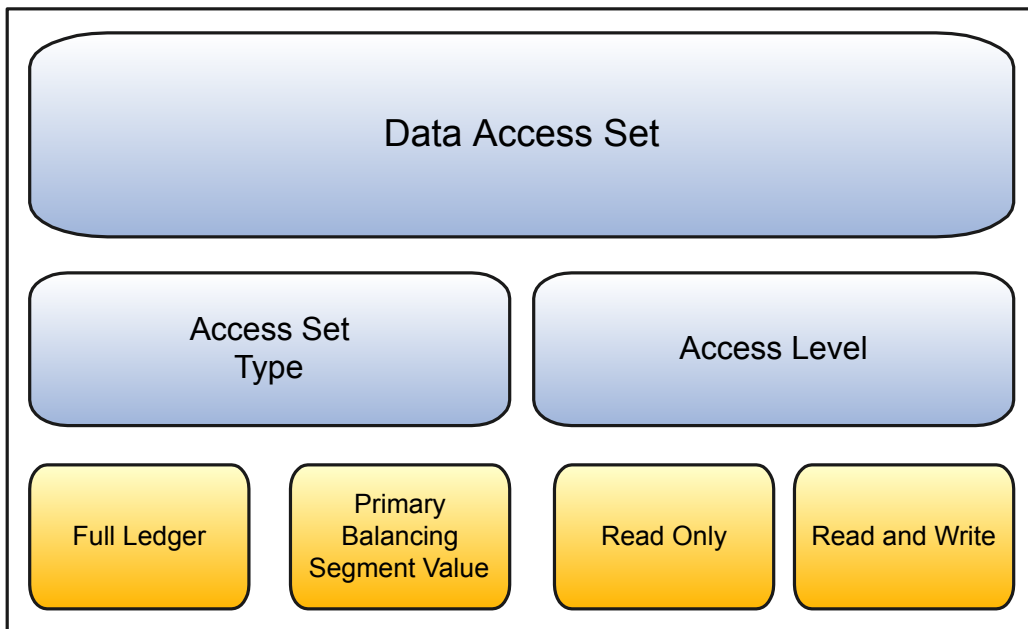 Data Access Set
Access Set
Type
Access Level
Full Ledger
Primary
Balancing
Segment Value
Read Only
Read and Write